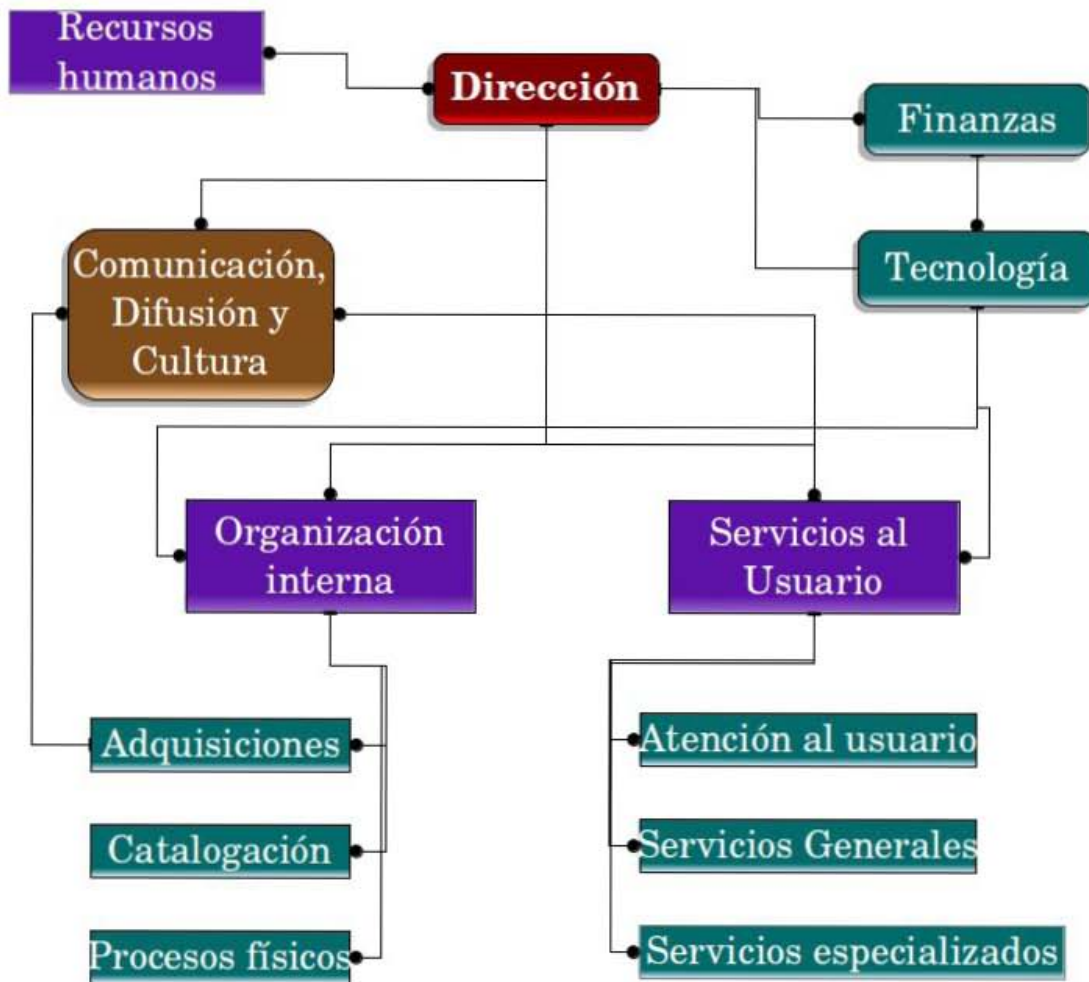 Recursos
humanos
Dirección
Finanzas
Comunicación,
Difusión y
Cultura
Tecnología
Organización
interna
Servicios al
Usuario
Adquisiciones
Atención al usuario
Catalogación
Servicios Generales
Procesos físicos
Servicios especializados